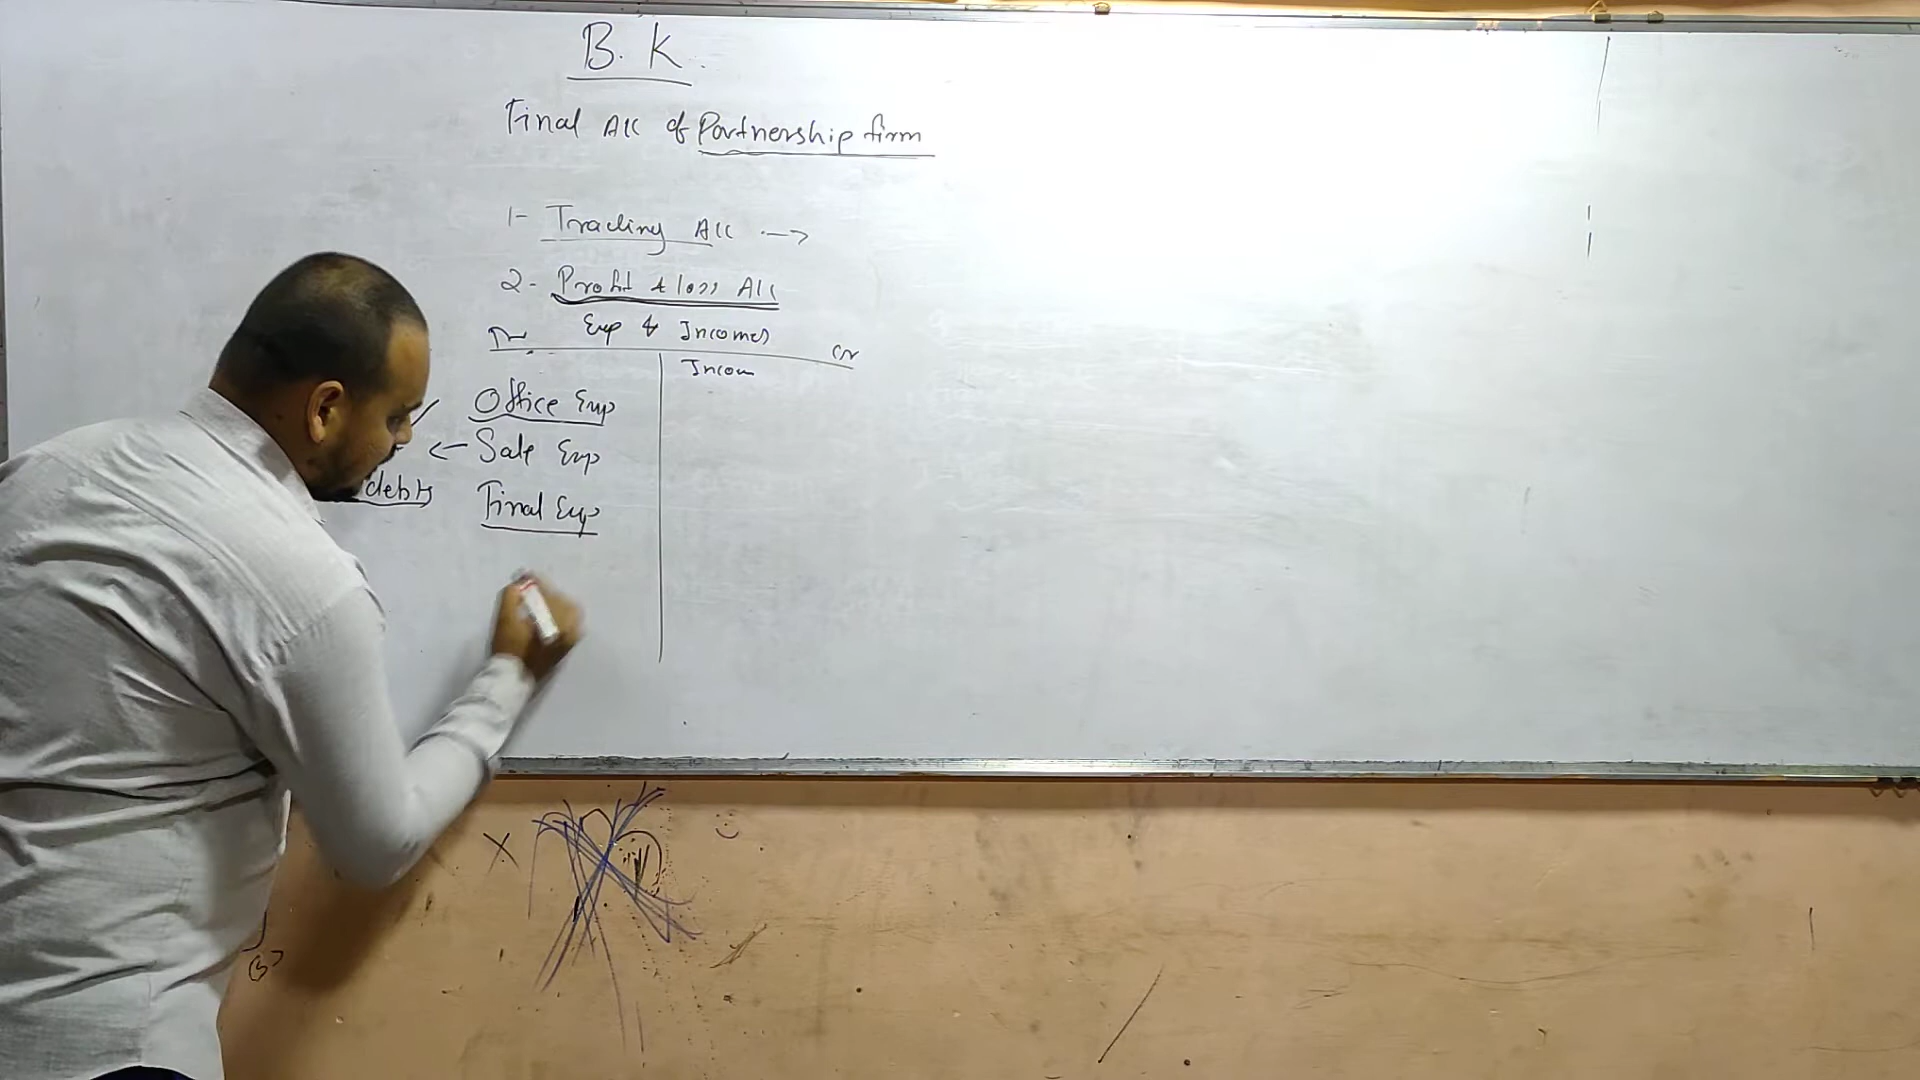 B. K.
Final A/c of Partnership firm
1- Trading A/c →
2- Profit & loss A/c
Exp & Incomes
Dr Cr
Incom
Office Exp
← Sale Exp
debts
Final Exp